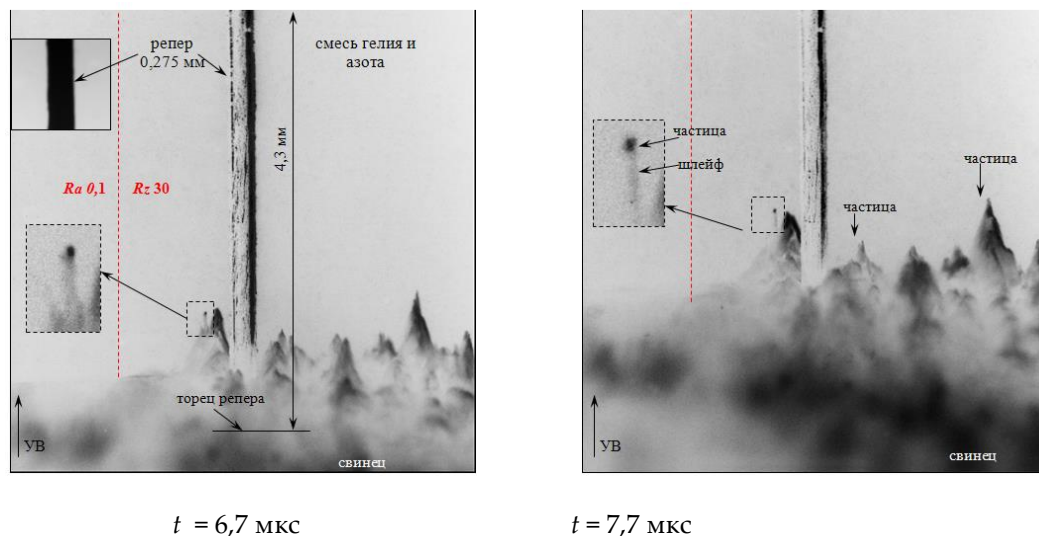 репер
0,275 мм
смесь гелия и
азота
4,3 мм
Ra 0,1
Rz 30
торец репера
УВ
свинец
частица
шлейф
частица
частица
УВ
свинец
t = 6,7 мкс
t = 7,7 мкс